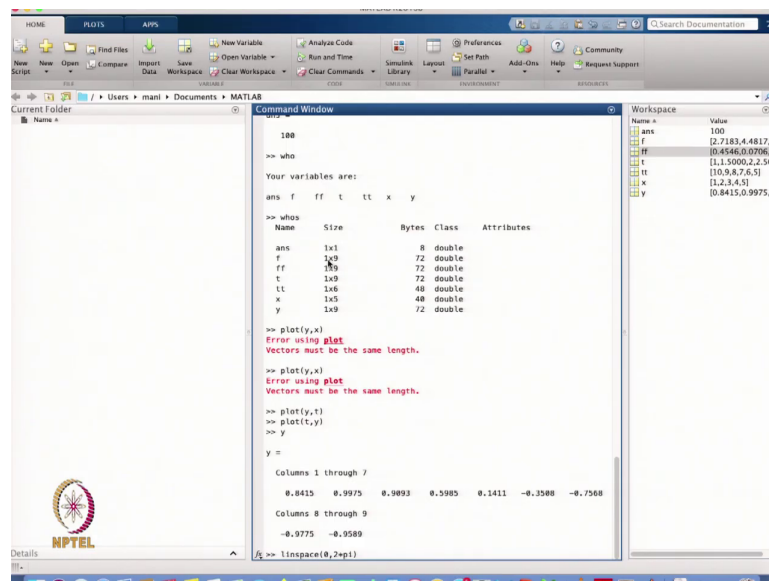 HOME PLOTS APPS
Search Documentation
New Script
New
Open
Find Files
Compare
Import Data
Save Workspace
New Variable
Open Variable
Clear Workspace
Analyze Code
Run and Time
Clear Commands
Simulink Library
Layout
Preferences
Set Path
Parallel
Add-Ons
Help
Community
Request Support
FILE VARIABLE CODE SIMULINK ENVIRONMENT RESOURCES
/ Users mani Documents MATLAB
Current Folder
Name
Command Window
ans =
100
>> who
Your variables are:
ans f ff t tt x y
>> whos
Name Size Bytes Class Attributes
ans 1x1 8 double
f 1x9 72 double
ff 1x9 72 double
t 1x9 72 double
tt 1x6 48 double
x 1x5 40 double
y 1x9 72 double
>> plot(y,x)
Error using plot
Vectors must be the same length.
>> plot(y,x)
Error using plot
Vectors must be the same length.
>> plot(y,t)
>> plot(t,y)
>> y
y =
Columns 1 through 7
0.8415 0.9975 0.9093 0.5985 0.1411 -0.3508 -0.7568
Columns 8 through 9
-0.9775 -0.9589
fx >> linspace(0,2*pi)
Workspace
Name Value
ans 100
f [2.7183,4.4817,
ff [0.4546,0.0706,
t [1,1.5000,2,2.50
tt [10,9,8,7,6,5]
x [1,2,3,4,5]
y [0.8415,0.9975,
NPTEL
Details